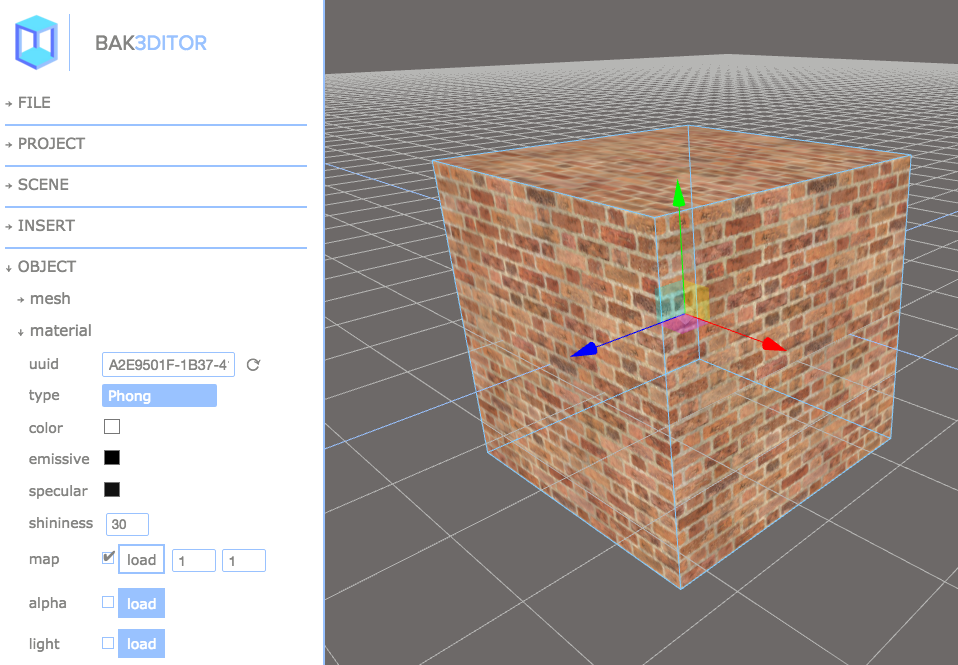 BAK3DITOR
FILE
PROJECT
SCENE
INSERT
OBJECT
mesh
material
uuid A2E9501F-1B37-4
type Phong
color
emissive
specular
shininess 30
map load 1 1
alpha load
light load